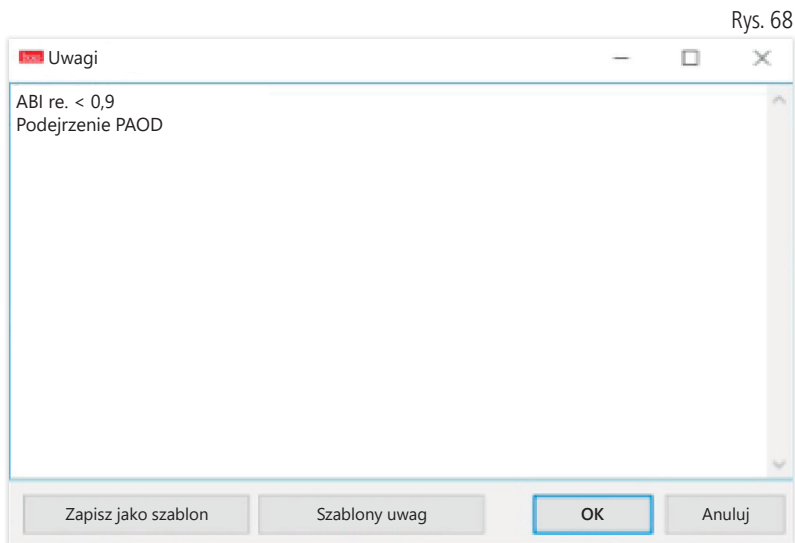 Rys. 68
Uwagi
ABI re. < 0,9
Podejrzenie PAOD
Zapisz jako szablon
Szablony uwag
OK
Anuluj